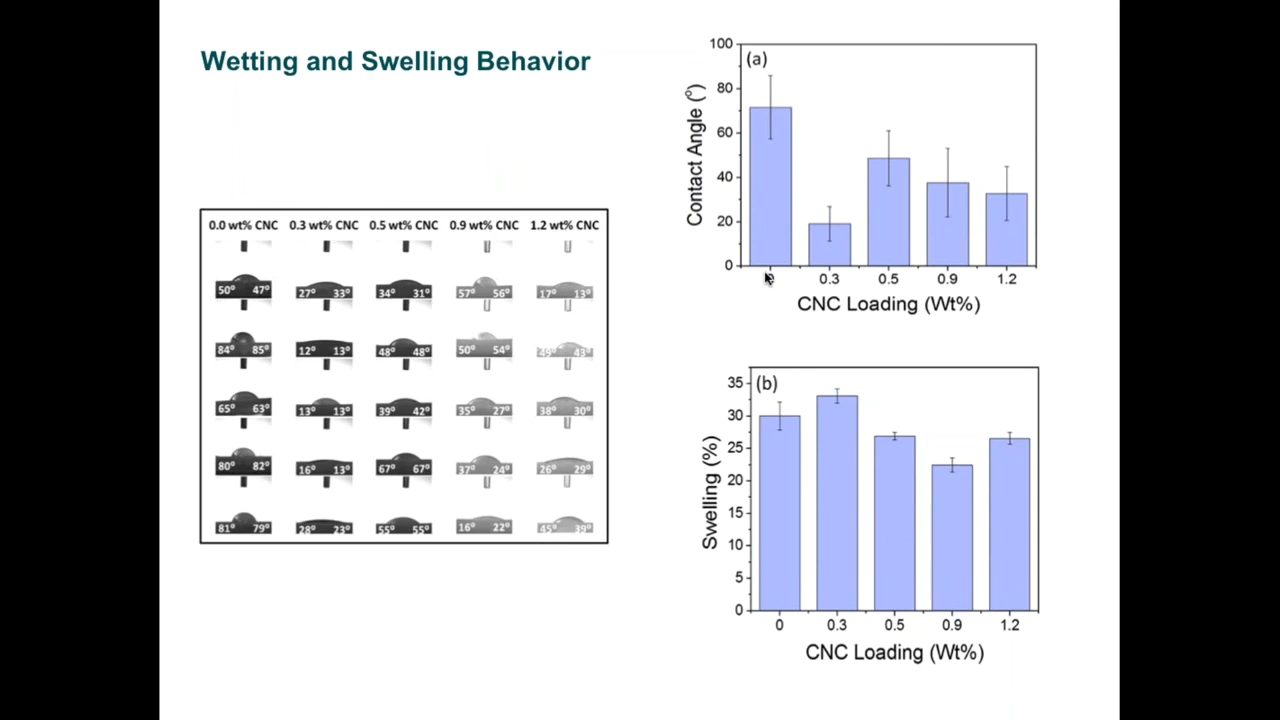 Wetting and Swelling Behavior
0.0 wt% CNC 0.3 wt% CNC 0.5 wt% CNC 0.9 wt% CNC 1.2 wt% CNC
50° 47° 27° 33° 34° 31° 57° 56° 17° 13°
84° 85° 12° 13° 48° 48° 50° 54° 49° 43°
65° 63° 13° 13° 39° 42° 35° 27° 38° 30°
80° 82° 16° 13° 67° 67° 37° 24° 26° 29°
81° 79° 28° 23° 55° 55° 16° 22° 45° 39°
(a)
Contact Angle (°)
100
80
60
40
20
0
0.3 0.5 0.9 1.2
CNC Loading (Wt%)
(b)
Swelling (%)
35
30
25
20
15
10
5
0
0 0.3 0.5 0.9 1.2
CNC Loading (Wt%)